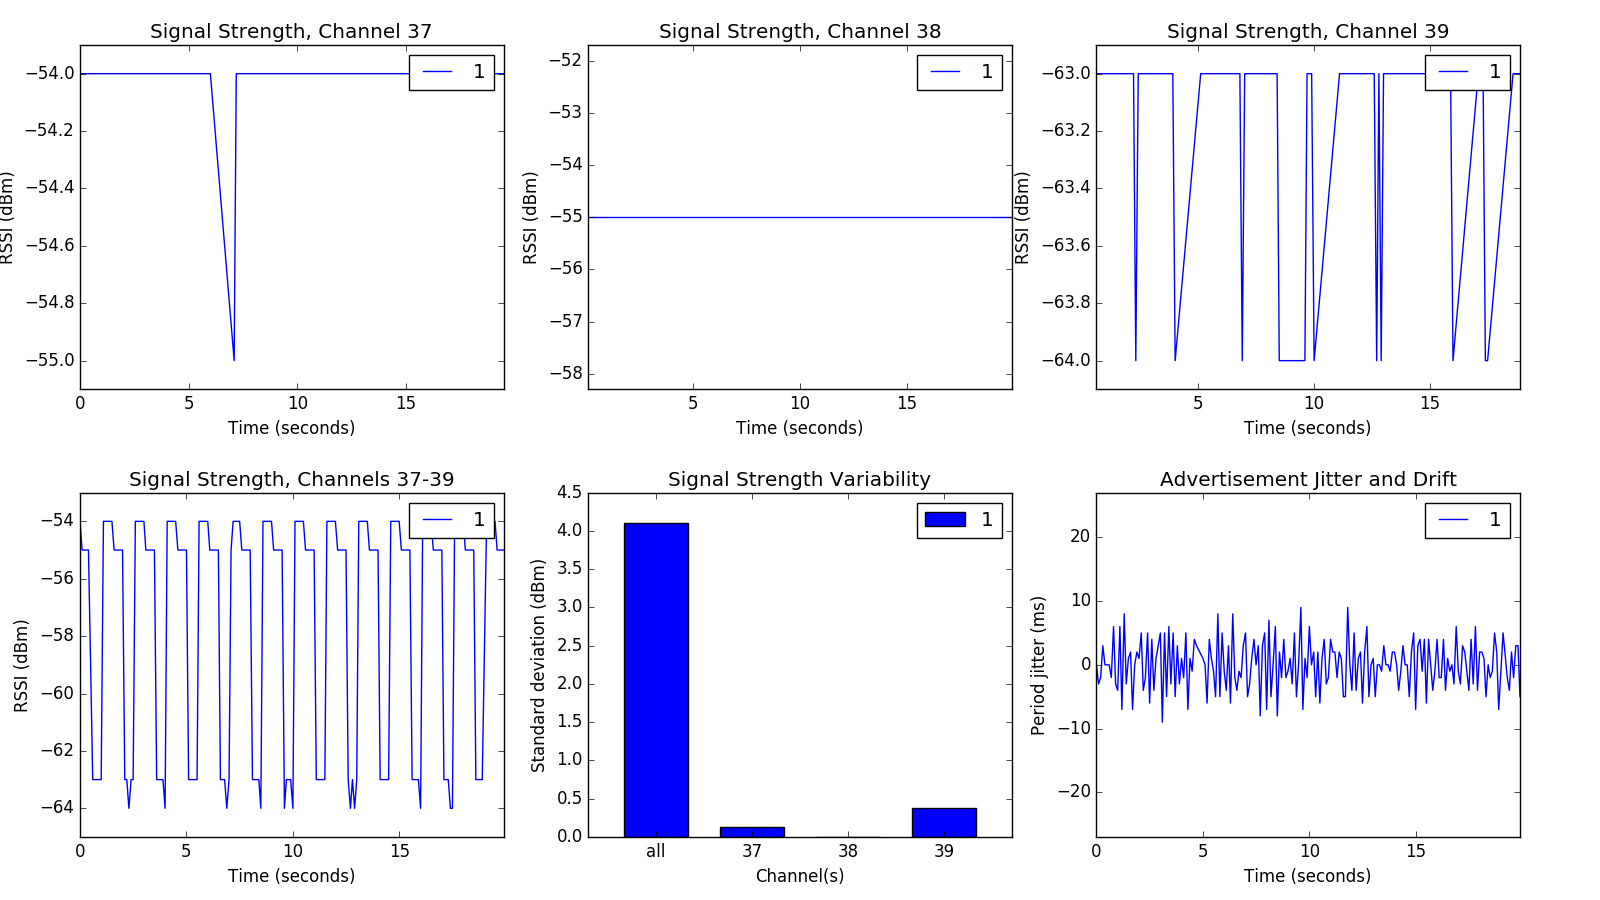 Signal Strength, Channel 37
1
−54.0
−54.2
−54.4
−54.6
−54.8
−55.0
RSSI (dBm)
0 5 10 15
Time (seconds)
Signal Strength, Channel 38
1
−52
−53
−54
−55
−56
−57
−58
RSSI (dBm)
5 10 15
Time (seconds)
Signal Strength, Channel 39
1
−63.0
−63.2
−63.4
−63.6
−63.8
−64.0
RSSI (dBm)
5 10 15
Time (seconds)
Signal Strength, Channels 37-39
1
−54
−56
−58
−60
−62
−64
RSSI (dBm)
0 5 10 15
Time (seconds)
Signal Strength Variability
1
4.5
4.0
3.5
3.0
2.5
2.0
1.5
1.0
0.5
0.0
Standard deviation (dBm)
all 37 38 39
Channel(s)
Advertisement Jitter and Drift
1
20
10
0
−10
−20
Period jitter (ms)
0 5 10 15
Time (seconds)